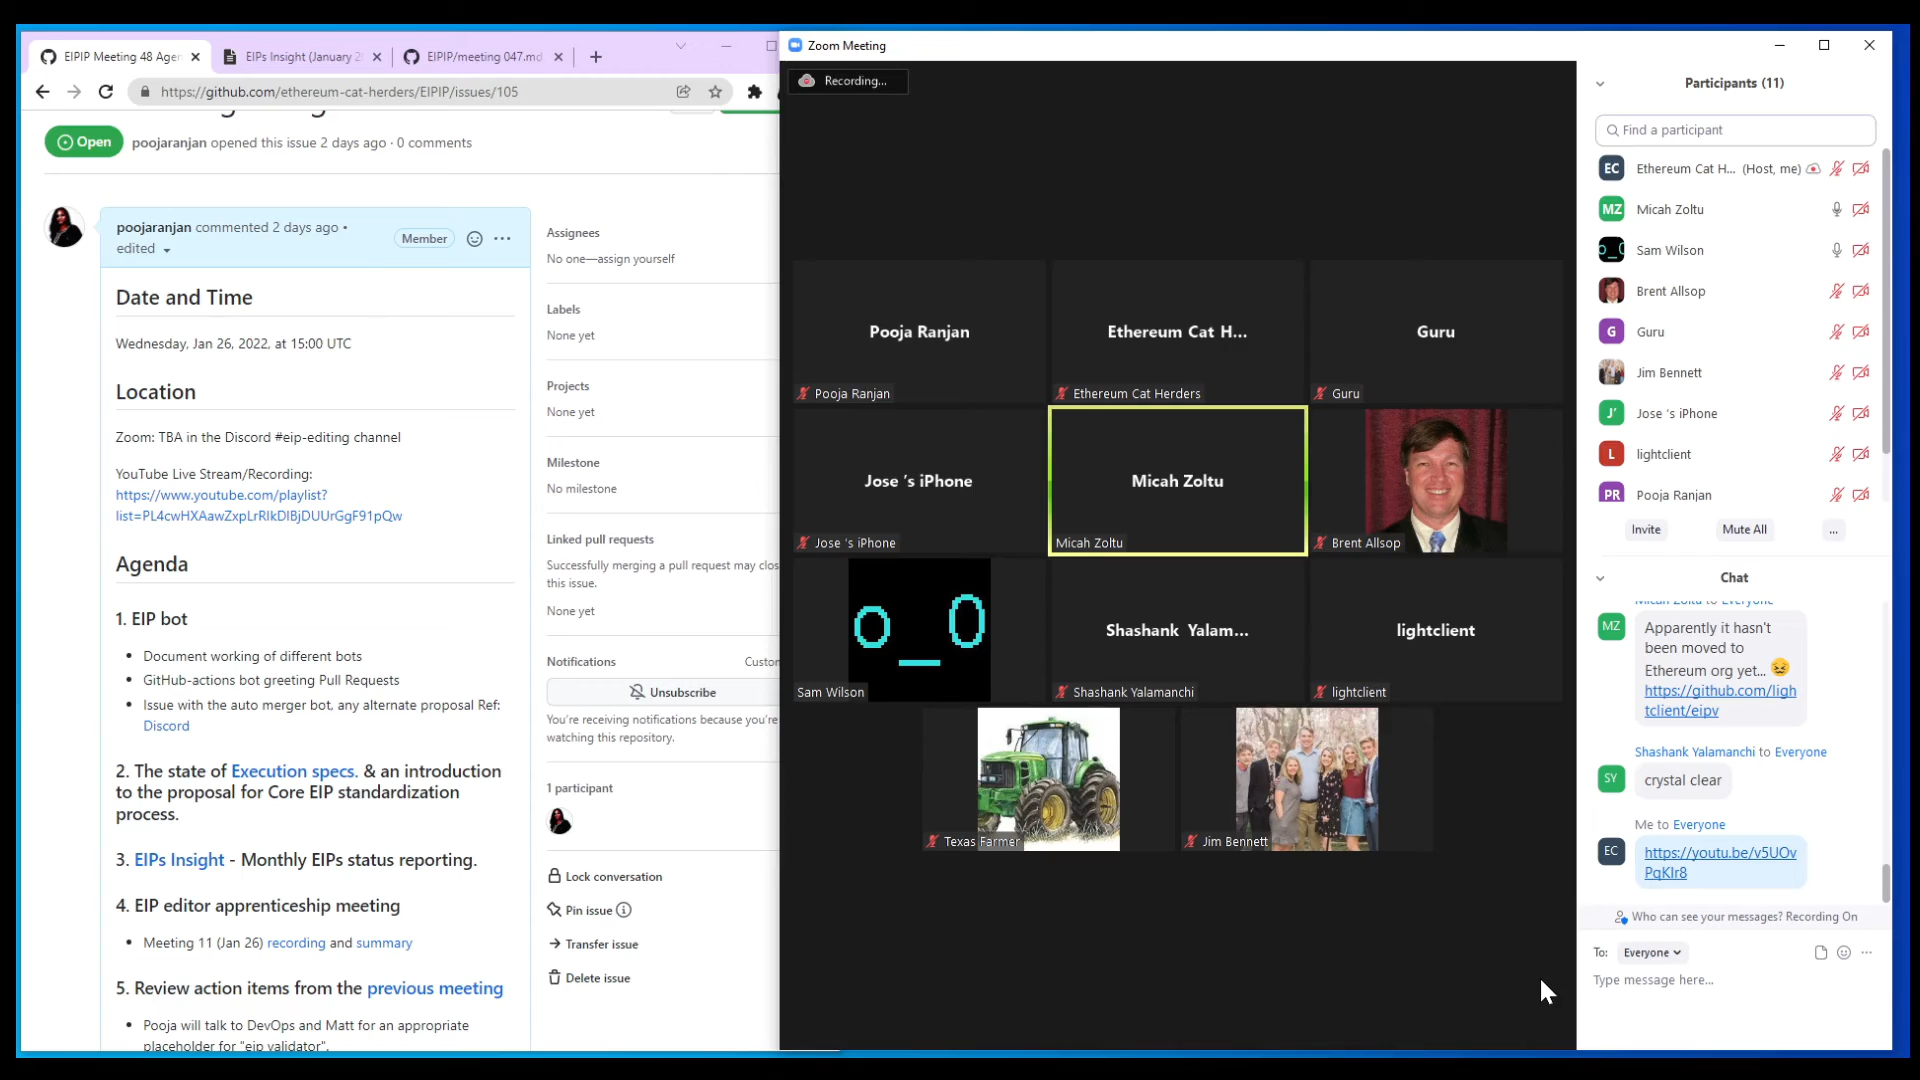 EIPIP Meeting 48 Agen
EIPs Insight (January 2
EIPIP/meeting 047.md
https://github.com/ethereum-cat-herders/EIPIP/issues/105
Open
poojaranjan opened this issue 2 days ago · 0 comments
poojaranjan commented 2 days ago •
edited
Member
Date and Time
Wednesday, Jan 26, 2022, at 15:00 UTC
Location
Zoom: TBA in the Discord #eip-editing channel
YouTube Live Stream/Recording:
https://www.youtube.com/playlist?
list=PL4cwHXAawZxpLrRIkDlBjDUUrGgF91pQw
Agenda
1. EIP bot
• Document working of different bots
• GitHub-actions bot greeting Pull Requests
• Issue with the auto merger bot, any alternate proposal Ref:
Discord
2. The state of Execution specs. & an introduction
to the proposal for Core EIP standardization
process.
3. EIPs Insight - Monthly EIPs status reporting.
4. EIP editor apprenticeship meeting
• Meeting 11 (Jan 26) recording and summary
5. Review action items from the previous meeting
• Pooja will talk to DevOps and Matt for an appropriate
placeholder for "eip validator".
Assignees
No one—assign yourself
Labels
None yet
Projects
None yet
Milestone
No milestone
Linked pull requests
Successfully merging a pull request may clos
this issue.
None yet
Notifications
Custom
Unsubscribe
You're receiving notifications because you're
watching this repository.
1 participant
Lock conversation
Pin issue
Transfer issue
Delete issue
Zoom Meeting
Recording...
Pooja Ranjan
Pooja Ranjan
Ethereum Cat H...
Ethereum Cat Herders
Guru
Guru
Jose 's iPhone
Jose 's iPhone
Micah Zoltu
Micah Zoltu
Brent Allsop
Sam Wilson
Shashank Yalam...
Shashank Yalamanchi
lightclient
lightclient
Texas Farmer
Jim Bennett
Participants (11)
Find a participant
EC Ethereum Cat H... (Host, me)
MZ Micah Zoltu
Sam Wilson
Brent Allsop
G Guru
Jim Bennett
J' Jose 's iPhone
L lightclient
PR Pooja Ranjan
Invite
Mute All
...
Chat
Micah Zoltu to Everyone
MZ
Apparently it hasn't
been moved to
Ethereum org yet... 😖
https://github.com/ligh
tclient/eipv
Shashank Yalamanchi to Everyone
SY
crystal clear
Me to Everyone
EC
https://youtu.be/v5UOv
PqKIr8
Who can see your messages? Recording On
To: Everyone
Type message here...